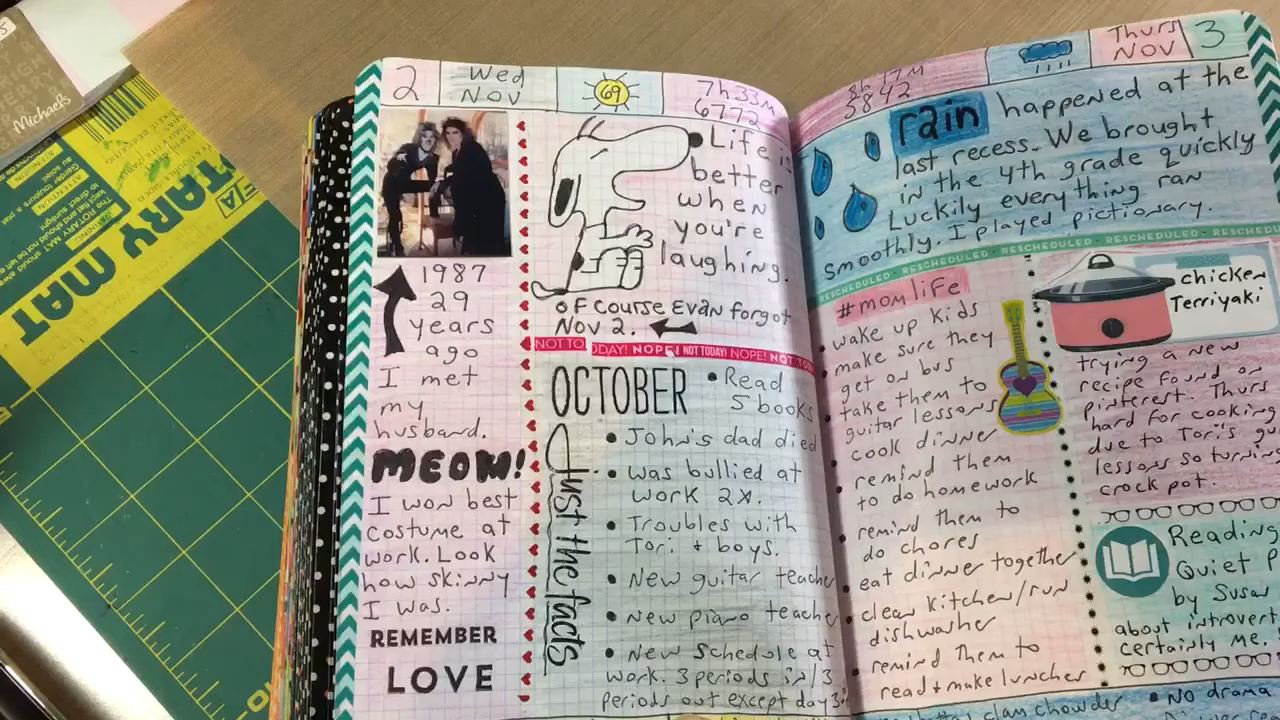 Michaels
TARY MAT
2
Wed
NOV
69
7h 33m
6772
1987
29
years
ago
I met
my
husband.
MEOW!
I won best
costume at
work. Look
how skinny
I was.
REMEMBER
LOVE
Life is
better
when
you're
laughing.
of course Evan forgot
Nov 2.
NOT TO DAY! NOPE! NOT TODAY! NOPE! NOT TO
OCTOBER
Just the facts
• Read
5 books
• John's dad died
• was bullied at
work 2x.
• Troubles with
Tori + boys.
• New guitar teacher
• New piano teacher
• New schedule at
work. 3 periods in/3
periods out except day 3
8h 17m
5842
Thurs
NOV
3
rain happened at the
last recess. We brought
in the 4th grade quickly
Luckily everything ran
smoothly. I played pictionary.
RESCHEDULED RESCHEDULED RESCHEDULED RESCHEDULED
#momlife
wake up kids
make sure they
get on bus
take them to
guitar lessons
cook dinner
remind them
to do homework
remind them to
do chores
eat dinner together
clean kitchen/run
dishwasher
remind them to
read + make lunches
chicken
Terriyaki
trying a new
recipe found on
pinterest. Thurs
hard for cooking
due to Tori's gu
lessons so turning
crock pot.
Reading
Quiet P
by Susan
about introvert
certainly me.
clam chowder
• No drama